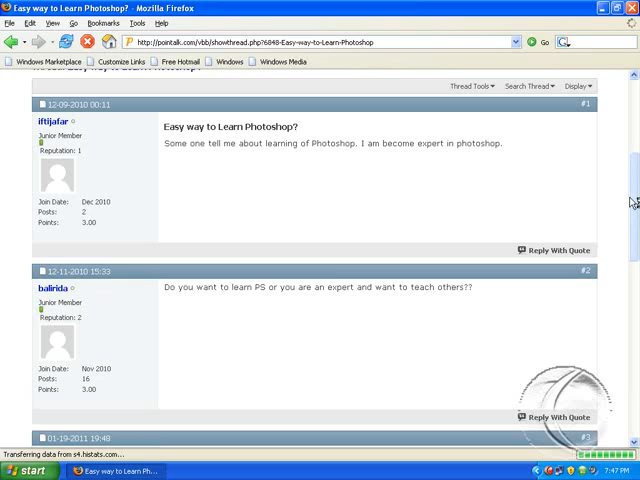 Easy way to Learn Photoshop? - Mozilla Firefox
File Edit View Go Bookmarks Tools Help
http://pointalk.com/vbb/showthread.php?6848-Easy-way-to-Learn-Photoshop
Go
Windows Marketplace Customize Links Free Hotmail Windows Windows Media
Thread Tools Search Thread Display
12-09-2010 00:11 #1
iftijafar
Junior Member
Reputation: 1
Join Date: Dec 2010
Posts: 2
Points: 3.00
Easy way to Learn Photoshop?
Some one tell me about learning of Photoshop. I am become expert in photoshop.
Reply With Quote
12-11-2010 15:33 #2
balirida
Junior Member
Reputation: 2
Join Date: Nov 2010
Posts: 16
Points: 3.00
Do you want to learn PS or you are an expert and want to teach others??
Reply With Quote
01-19-2011 19:48 #3
Transferring data from s4.histats.com...
start
Easy way to Learn Ph...
7:47 PM